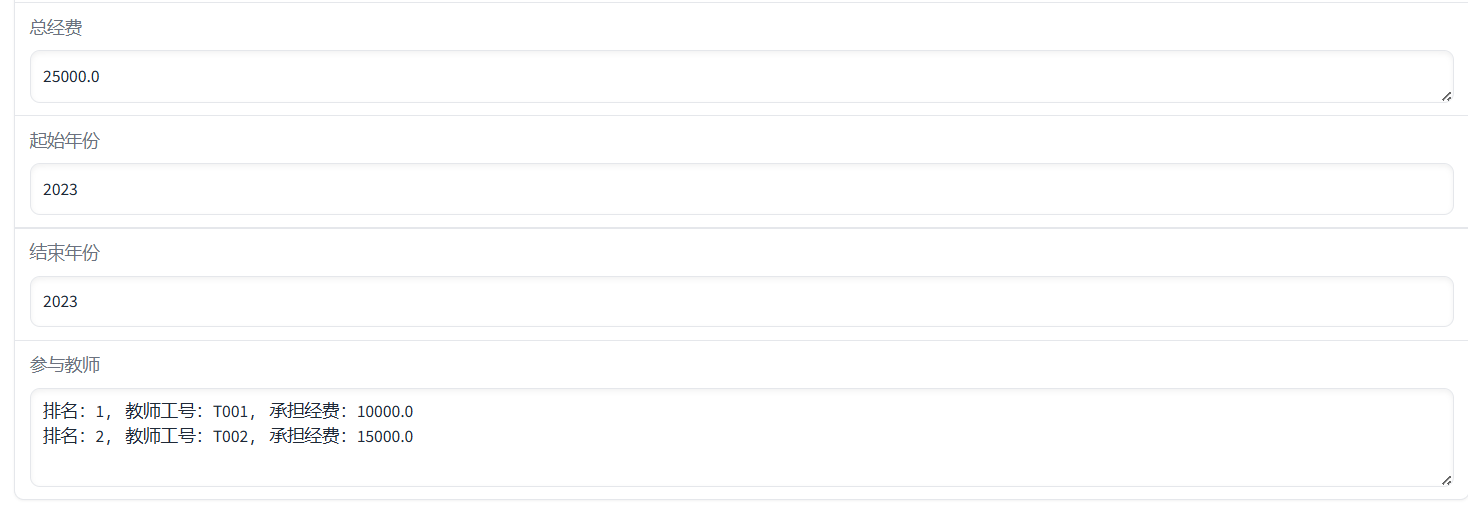 总经费
25000.0
起始年份
2023
结束年份
2023
参与教师
排名：1， 教师工号：T001， 承担经费：10000.0
排名：2， 教师工号：T002， 承担经费：15000.0